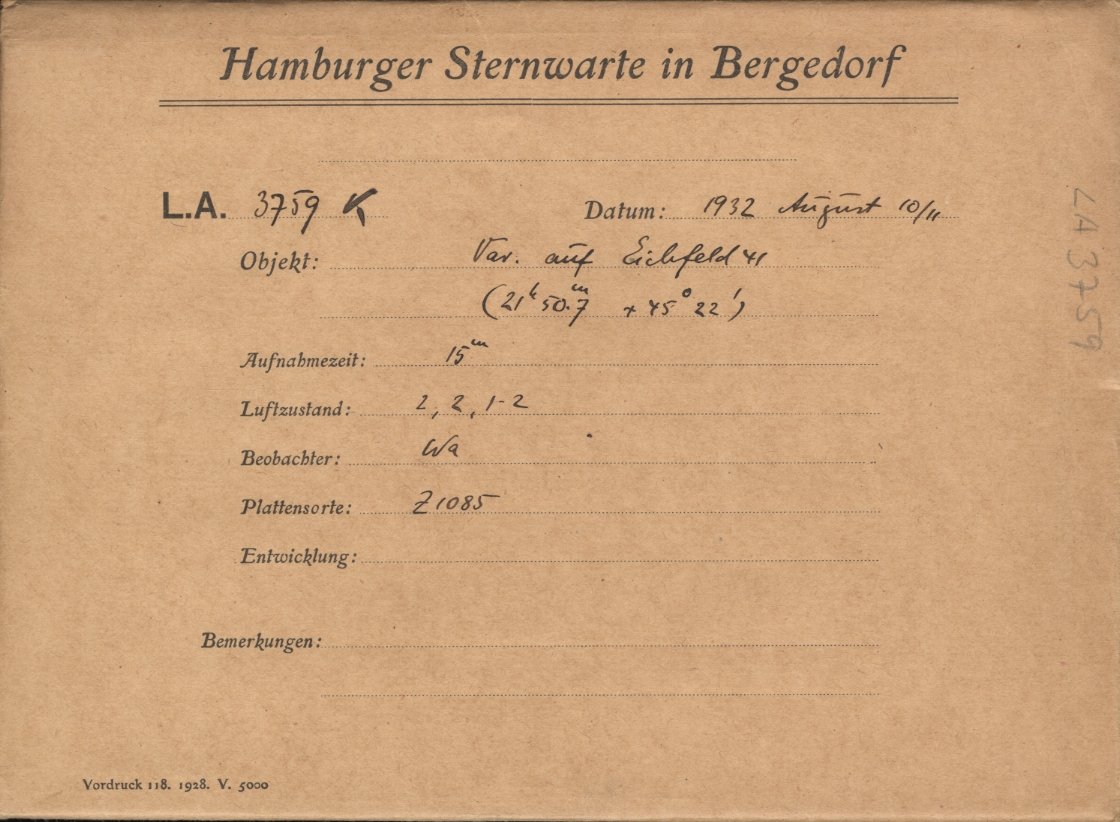 Hamburger Sternwarte in Bergedorf
L.A. 3759 K
Datum: 1932 August 10/11
Objekt: Var. auf Eichfeld 41
(21ʰ 50.7ᵐ + 45° 22')
Aufnahmezeit: 15ᵐ
Luftzustand: 2, 2, 1-2
Beobachter: Wa
Plattensorte: Z1085
Entwicklung:
Bemerkungen:
Vordruck 118. 1928. V. 5000
LA 3759